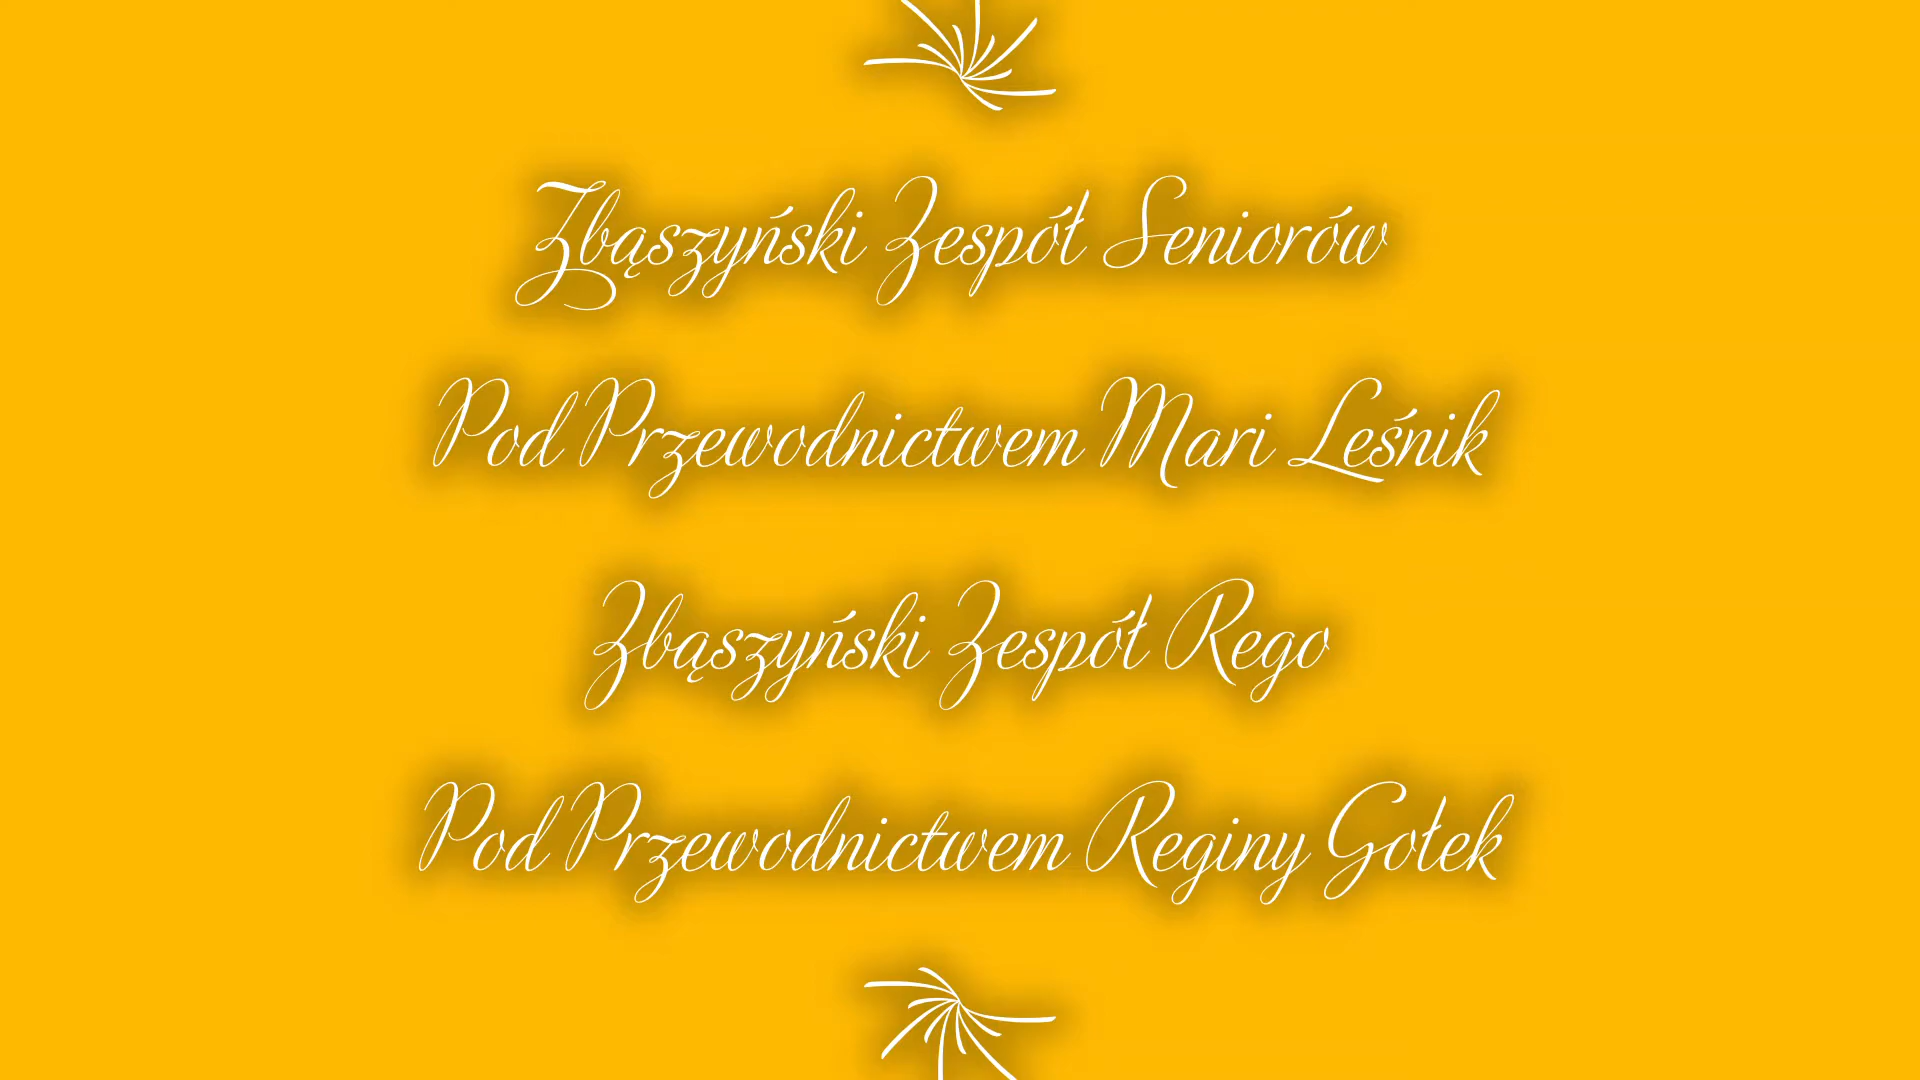 Zbąszyński Zespół Seniorów
Pod Przewodnictwem Mari Leśnik
Zbąszyński Zespół Rego
Pod Przewodnictwem Reginy Gołek